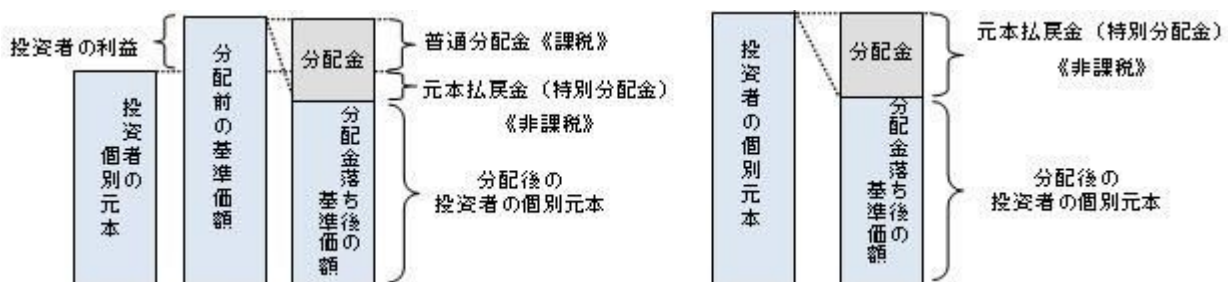 投資者の利益
投資者の
個別元本
分配前の基準価額
分配金
分配金落ち後の
基準価額
普通分配金《課税》
元本払戻金（特別分配金）
《非課税》
分配後の
投資者の個別元本
投資者の個別元本
分配金
分配金落ち後の
基準価額
元本払戻金（特別分配金）
《非課税》
分配後の
投資者の個別元本